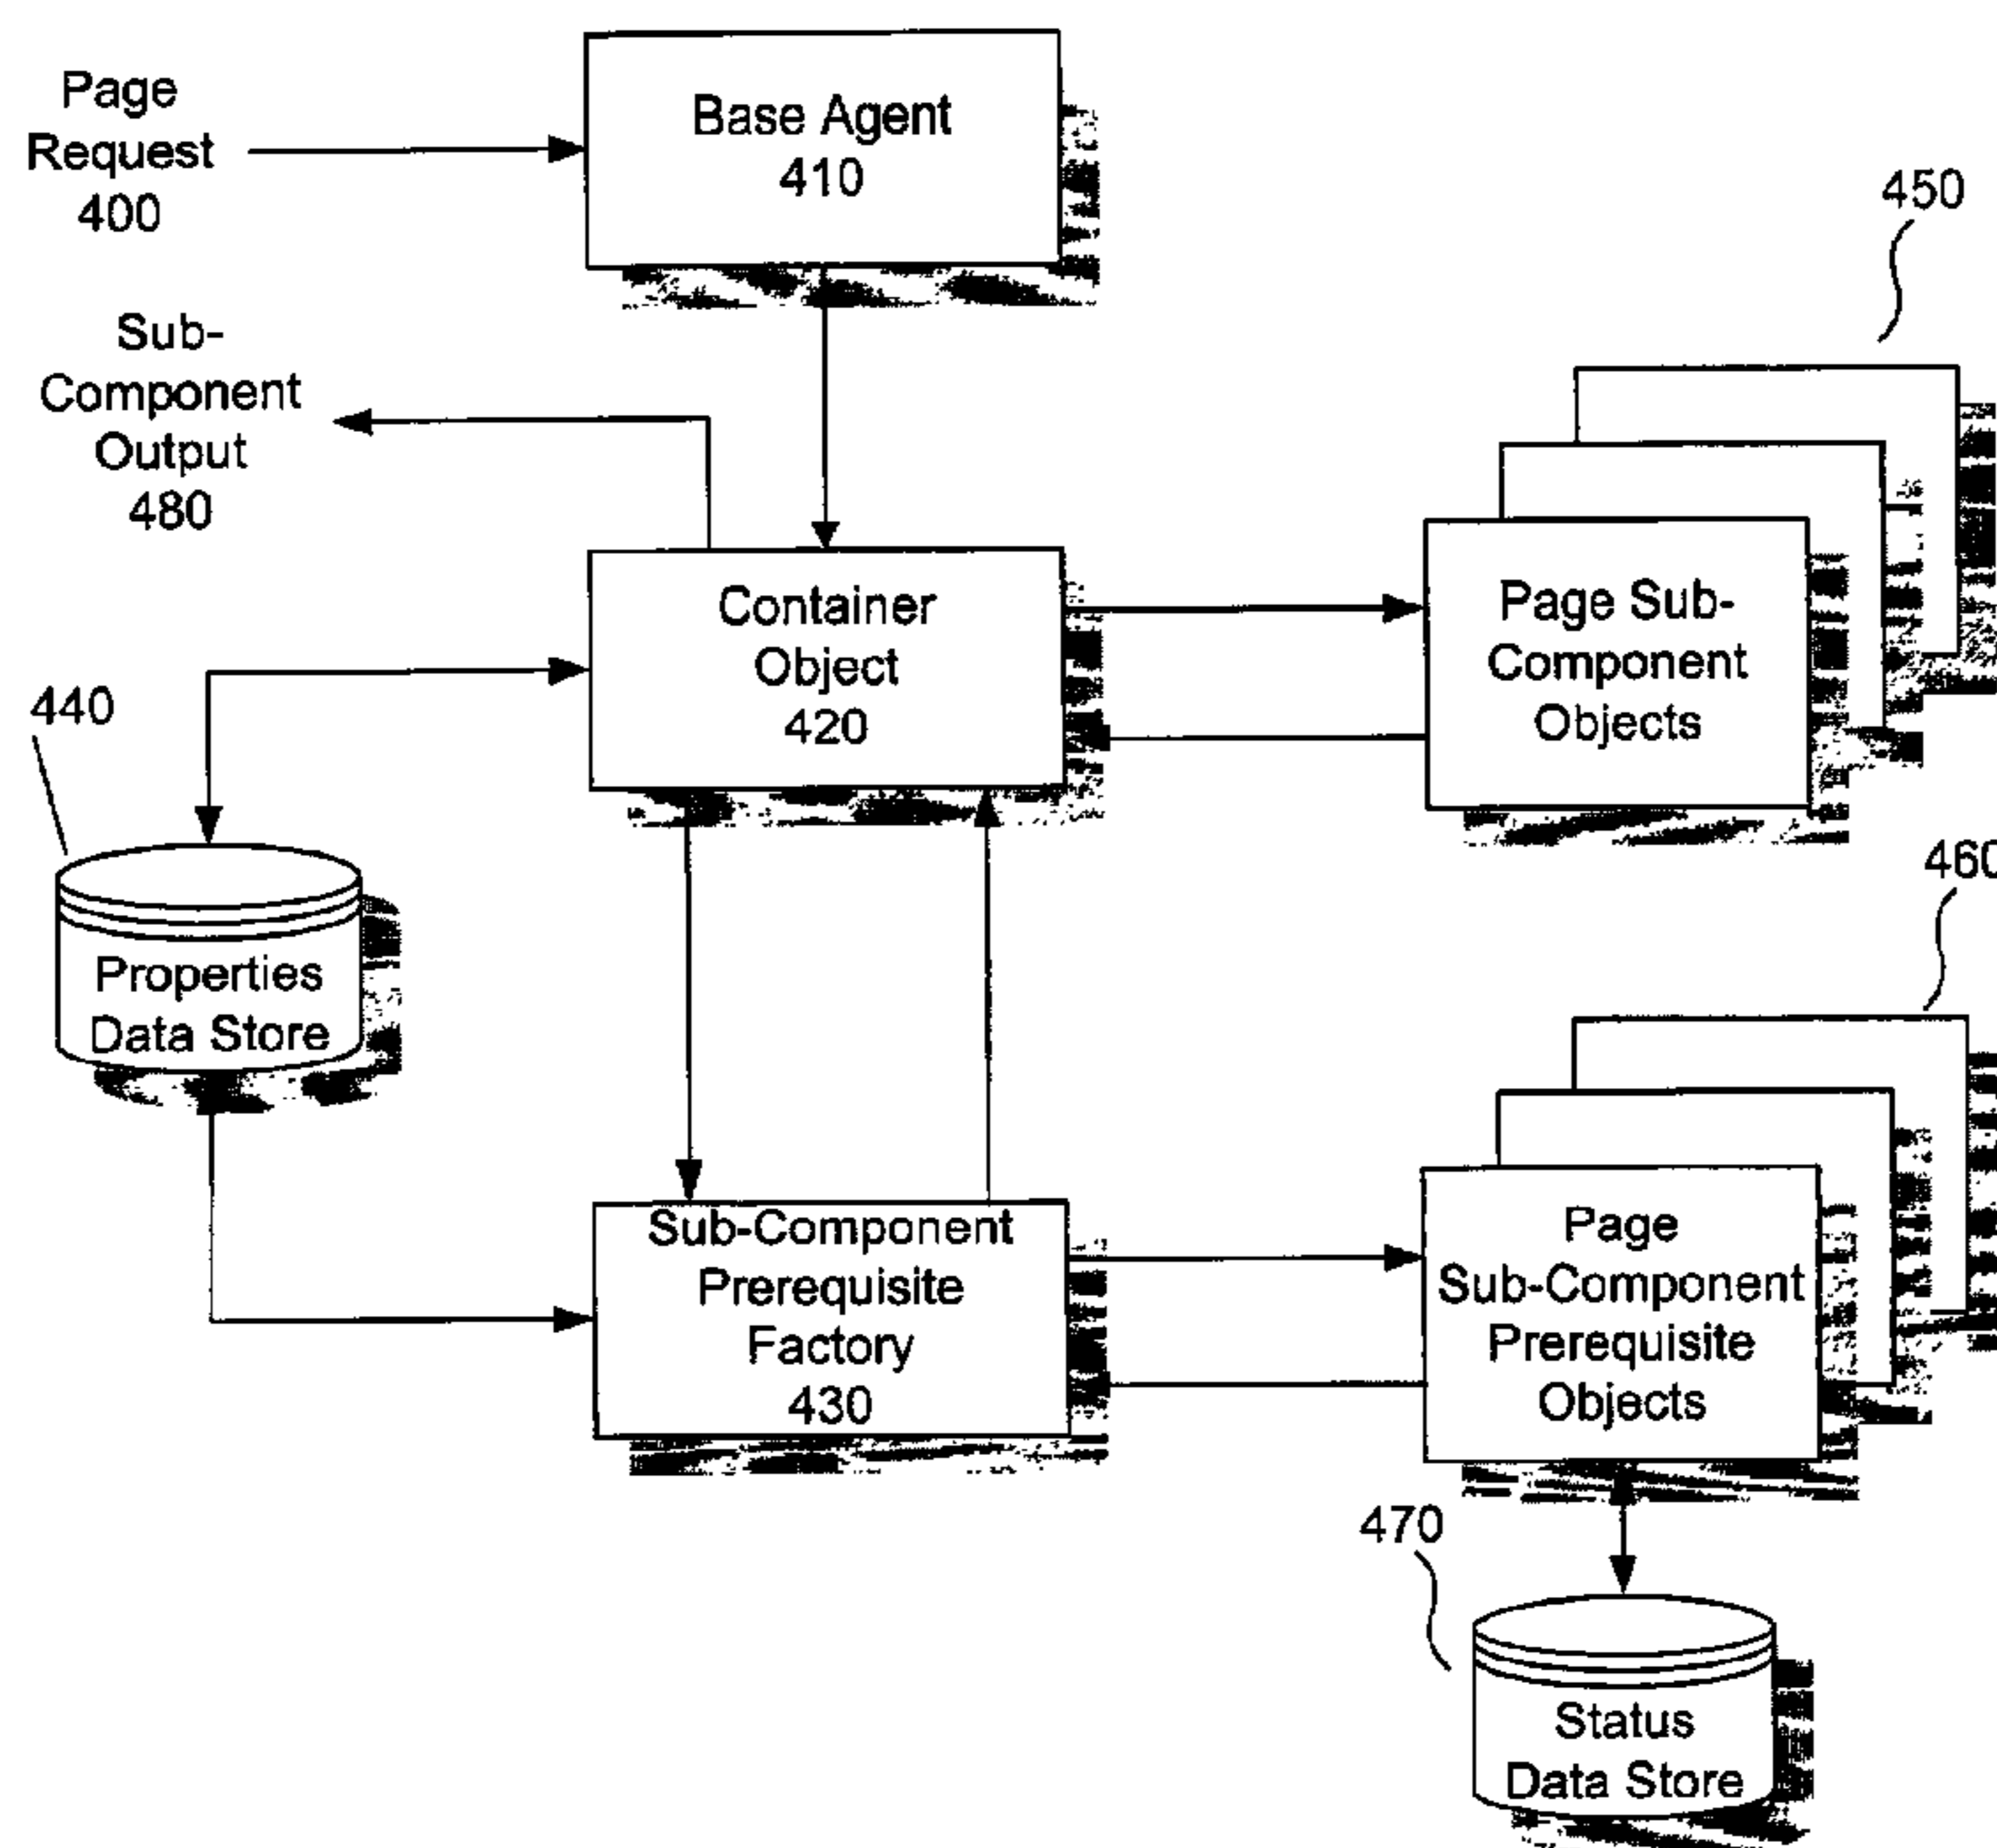 Page
Request
400
Base Agent
410
450
Sub-
Component
Output
480
Container
Object
420
Page Sub-
Component
Objects
440
460
Properties
Data Store
Sub-Component
Prerequisite
Factory
430
Page
Sub-Component
Prerequisite
Objects
470
Status
Data Store